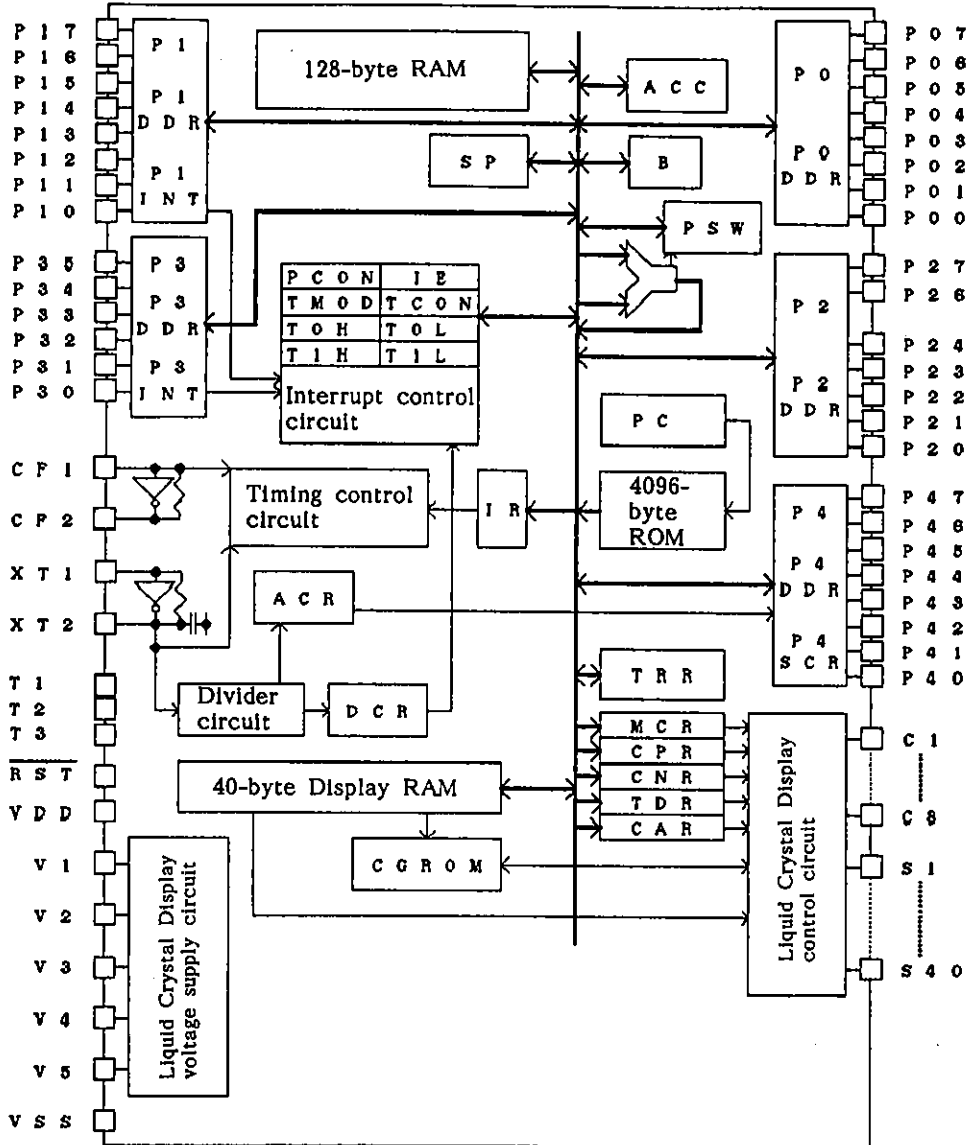 P17
P16
P15
P14
P13
P12
P11
P10
P1
P1
DDR
P1
INT
P35
P34
P33
P32
P31
P30
P3
P3
DDR
P3
INT
CF1
CF2
XT1
XT2
T1
T2
T3
RST
VDD
V1
V2
V3
V4
V5
VSS
128-byte RAM
SP
PCON IE
TMOD TCON
T0H T0L
T1H T1L
Interrupt control
circuit
Timing control
circuit
IR
ACR
Divider
circuit
DCR
40-byte Display RAM
CGROM
Liquid Crystal Display
voltage supply circuit
ACC
B
PSW
PC
4096-
byte
ROM
TRR
MCR
CPR
CNR
TDR
CAR
Liquid Crystal Display
control circuit
P0
P0
DDR
P07
P06
P05
P04
P03
P02
P01
P00
P2
P2
DDR
P27
P26
P24
P23
P22
P21
P20
P4
P4
DDR
P4
SCR
P47
P46
P45
P44
P43
P42
P41
P40
C1
C8
S1
S40